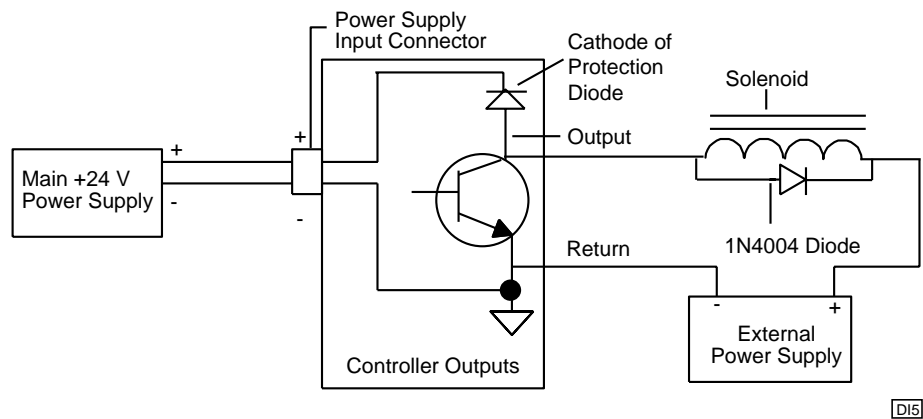 Power Supply
Input Connector
Cathode of
Protection
Diode
Solenoid
+
Output
+
Main +24 V
Power Supply
-
-
Return
1N4004 Diode
-
+
External
Power Supply
Controller Outputs
DI5